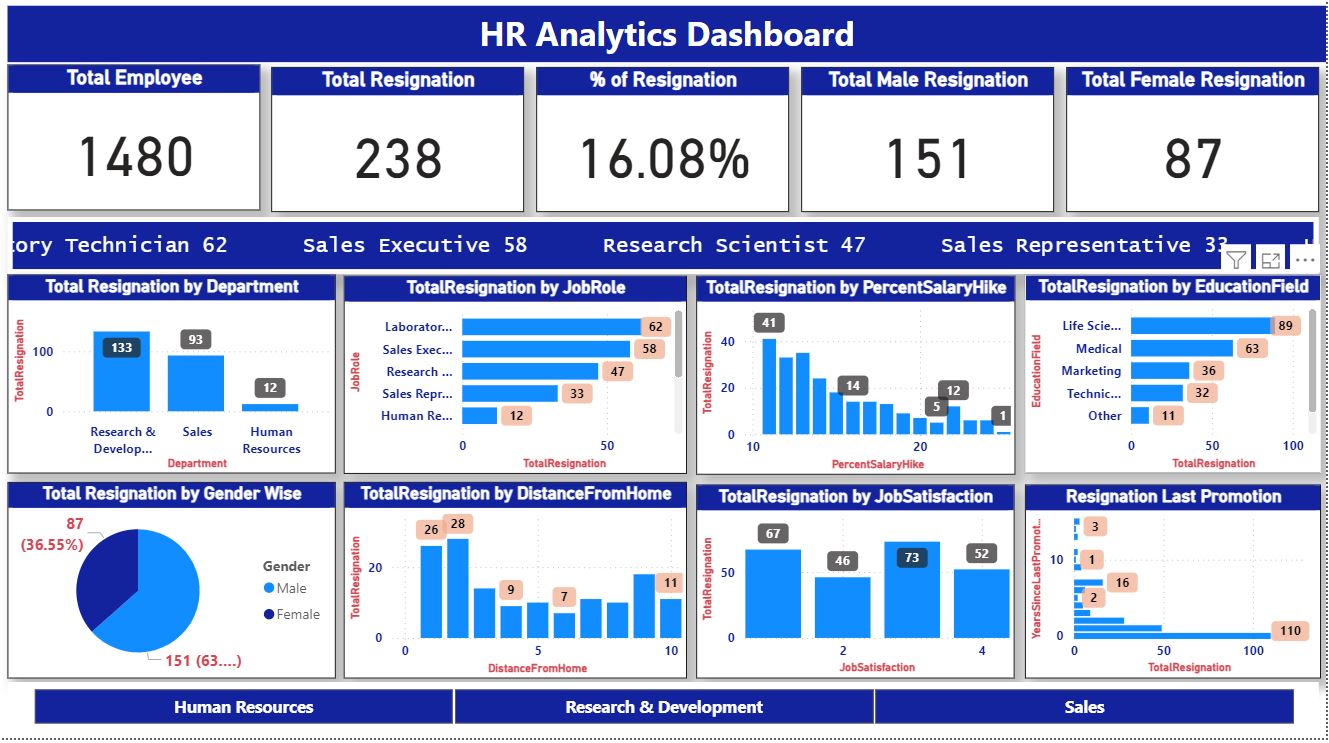 HR Analytics Dashboard
Total Employee
1480
Total Resignation
238
% of Resignation
16.08%
Total Male Resignation
151
Total Female Resignation
87
ory Technician 62 Sales Executive 58 Research Scientist 47 Sales Representative 33
Total Resignation by Department
TotalResignation
100
0
133
93
12
Research & Develop...
Sales
Human Resources
Department
TotalResignation by JobRole
JobRole
Laborator... 62
Sales Exec... 58
Research ... 47
Sales Repr... 33
Human Re... 12
0 50
TotalResignation
TotalResignation by PercentSalaryHike
TotalResignation
40
20
0
41
14
5
12
1
10 20
PercentSalaryHike
TotalResignation by EducationField
EducationField
Life Scie... 89
Medical 63
Marketing 36
Technic... 32
Other 11
0 50 100
TotalResignation
Total Resignation by Gender Wise
87
(36.55%)
151 (63....)
Gender
Male
Female
TotalResignation by DistanceFromHome
TotalResignation
20
0
26
28
9
7
11
0 5 10
DistanceFromHome
TotalResignation by JobSatisfaction
TotalResignation
50
0
67
46
73
52
2 4
JobSatisfaction
Resignation Last Promotion
YearsSinceLastPromot...
10
0
3
1
16
2
110
0 50 100
TotalResignation
Human Resources
Research & Development
Sales